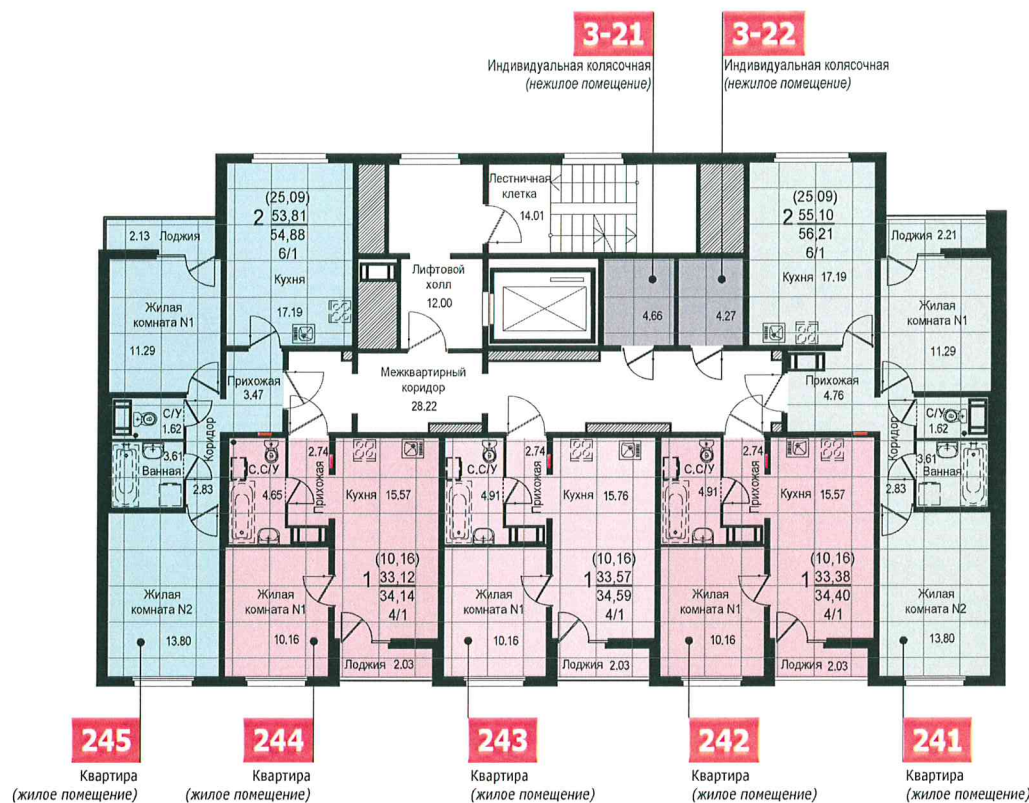 3-21
3-22
Индивидуальная колясочная
(нежилое помещение)
Индивидуальная колясочная
(нежилое помещение)
(25,09)
2 53,81
54,88
6/1
Кухня
17.19
2.13 Лоджия
Жилая
комната N1
11.29
Прихожая
3.47
С/У
1.62
3.61
Ванная
Коридор
2.83
Жилая
комната N2
13.80
Лестничная
клетка
14.01
Лифтовой
холл
12.00
Межквартирный
коридор
28.22
4.66
4.27
(25,09)
2 55,10
56,21
6/1
Кухня 17.19
Лоджия 2.21
Жилая
комната N1
11.29
Прихожая
4.76
С/У
1.62
3.61
Ванная
Коридор
2.83
Жилая
комната N2
13.80
С.С/У
4.65
2.74
Прихожая
Кухня 15.57
(10,16)
1 33,12
34,14
4/1
Жилая
комната N1
10.16
Лоджия 2.03
С.С/У
4.91
2.74
Прихожая
Кухня 15.76
(10,16)
1 33,57
34,59
4/1
Жилая
комната N1
10.16
Лоджия 2.03
С.С/У
4.91
2.74
Прихожая
Кухня 15.57
(10,16)
1 33,38
34,40
4/1
Жилая
комната N1
10.16
Лоджия 2.03
245
Квартира
(жилое помещение)
244
Квартира
(жилое помещение)
243
Квартира
(жилое помещение)
242
Квартира
(жилое помещение)
241
Квартира
(жилое помещение)